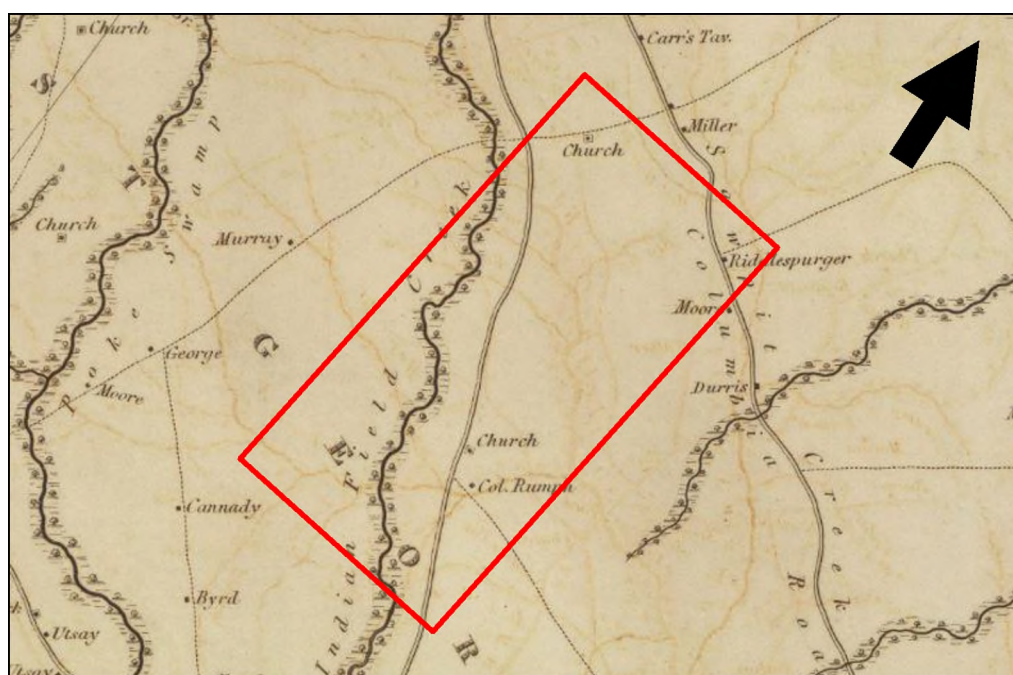 Church
Carr's Tav.
S
Miller
Church
T
Swamp
Church
Murray
Riddlespurger
Moore
G
George
Moore
Poke
Durris
Columbia Road
Church
E
Indian Field Creek
Col. Rumph
Cannady
O
Creek
Byrd
Utsay
R
Utsay